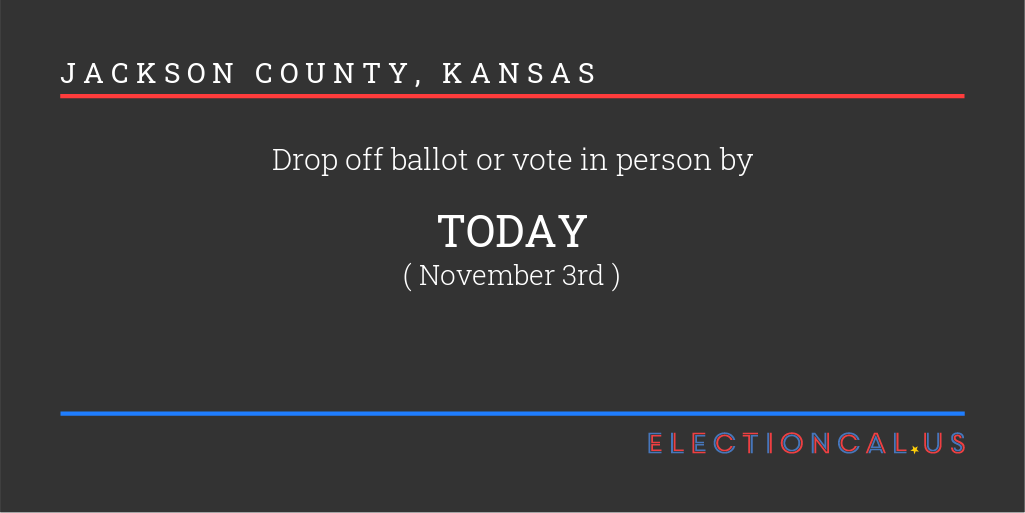 JACKSON COUNTY, KANSAS
Drop off ballot or vote in person by
TODAY
( November 3rd )
ELECTIONCAL.US